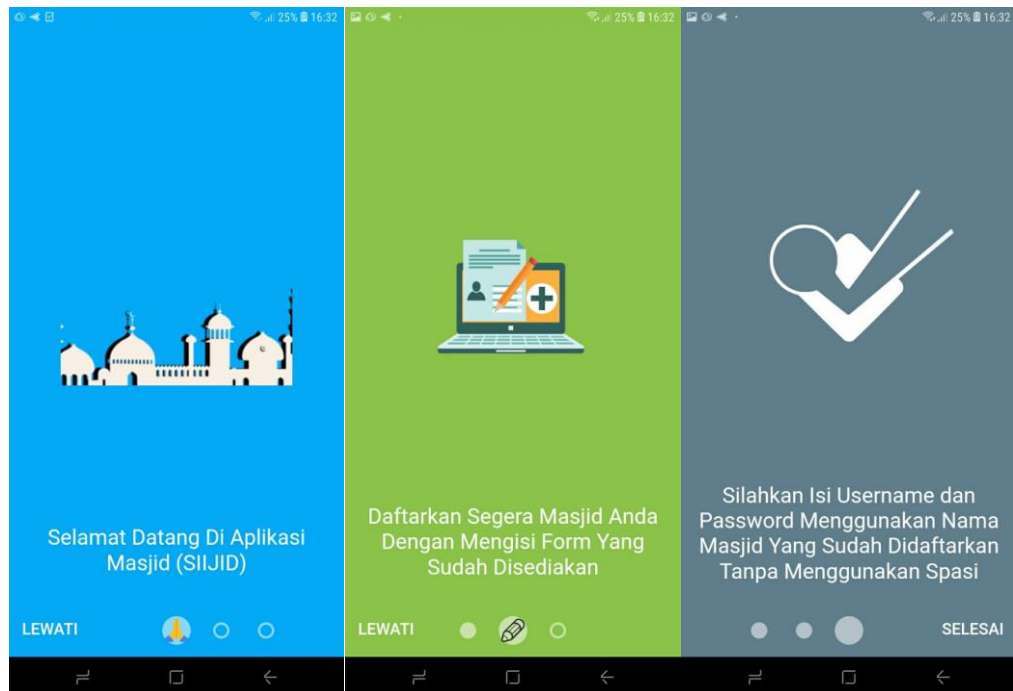 25% 16:32
Selamat Datang Di Aplikasi
Masjid (SIIJID)
LEWATI
25% 16:32
Daftarkan Segera Masjid Anda
Dengan Mengisi Form Yang
Sudah Disediakan
LEWATI
25% 16:32
Silahkan Isi Username dan
Password Menggunakan Nama
Masjid Yang Sudah Didaftarkan
Tanpa Menggunakan Spasi
SELESAI